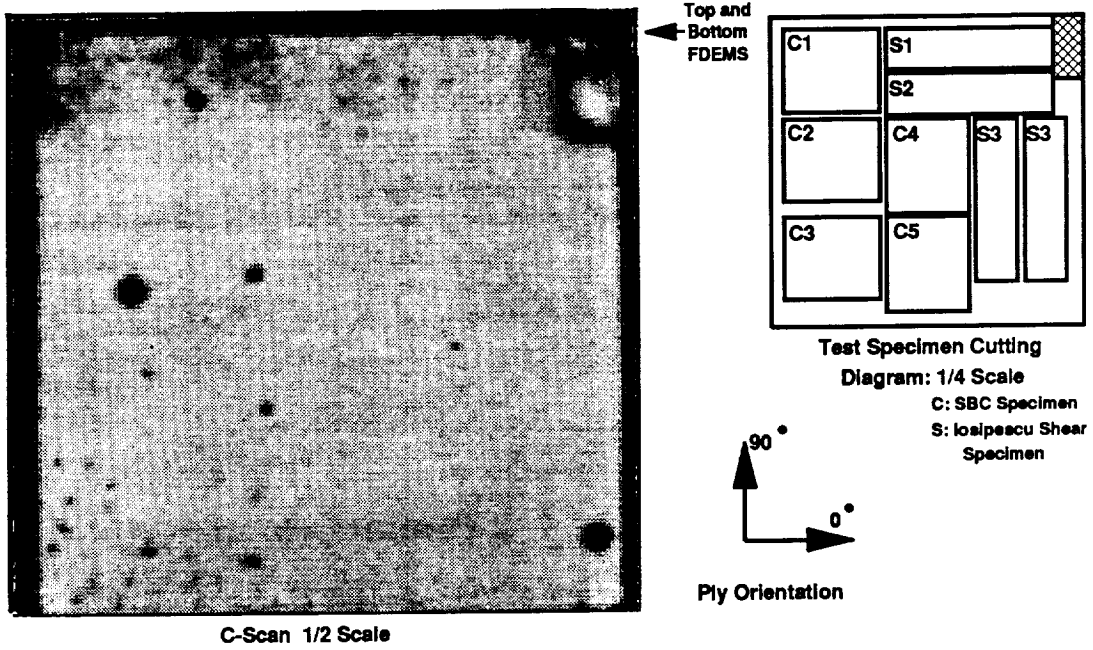 Top and
Bottom
FDEMS
C1
S1
S2
C2
C4
S3
S3
C3
C5
Test Specimen Cutting
Diagram: 1/4 Scale
C: SBC Specimen
S: Iosipescu Shear
Specimen
90°
0°
Ply Orientation
C-Scan 1/2 Scale